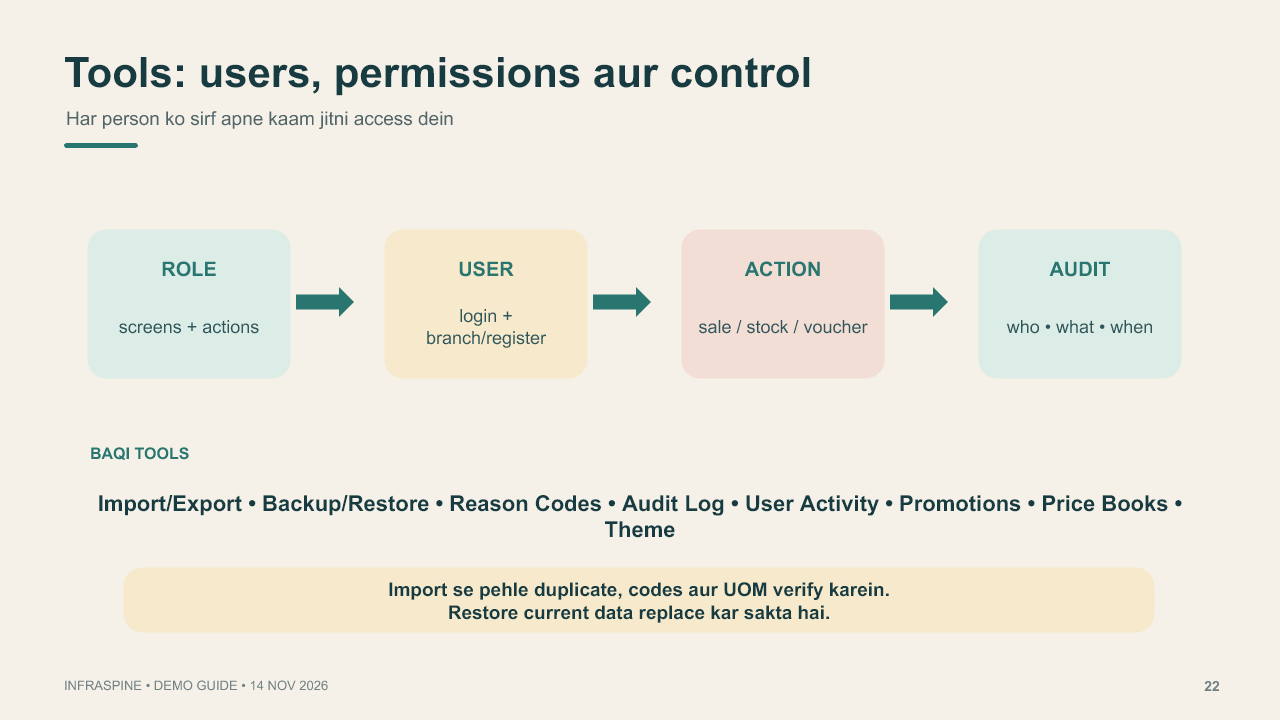 Tools: users, permissions aur control
Har person ko sirf apne kaam jitni access dein
ROLE
screens + actions
USER
login +
branch/register
ACTION
sale / stock / voucher
AUDIT
who • what • when
BAQI TOOLS
Import/Export • Backup/Restore • Reason Codes • Audit Log • User Activity • Promotions • Price Books •
Theme
Import se pehle duplicate, codes aur UOM verify karein.
Restore current data replace kar sakta hai.
INFRASPINE • DEMO GUIDE • 14 NOV 2026
22